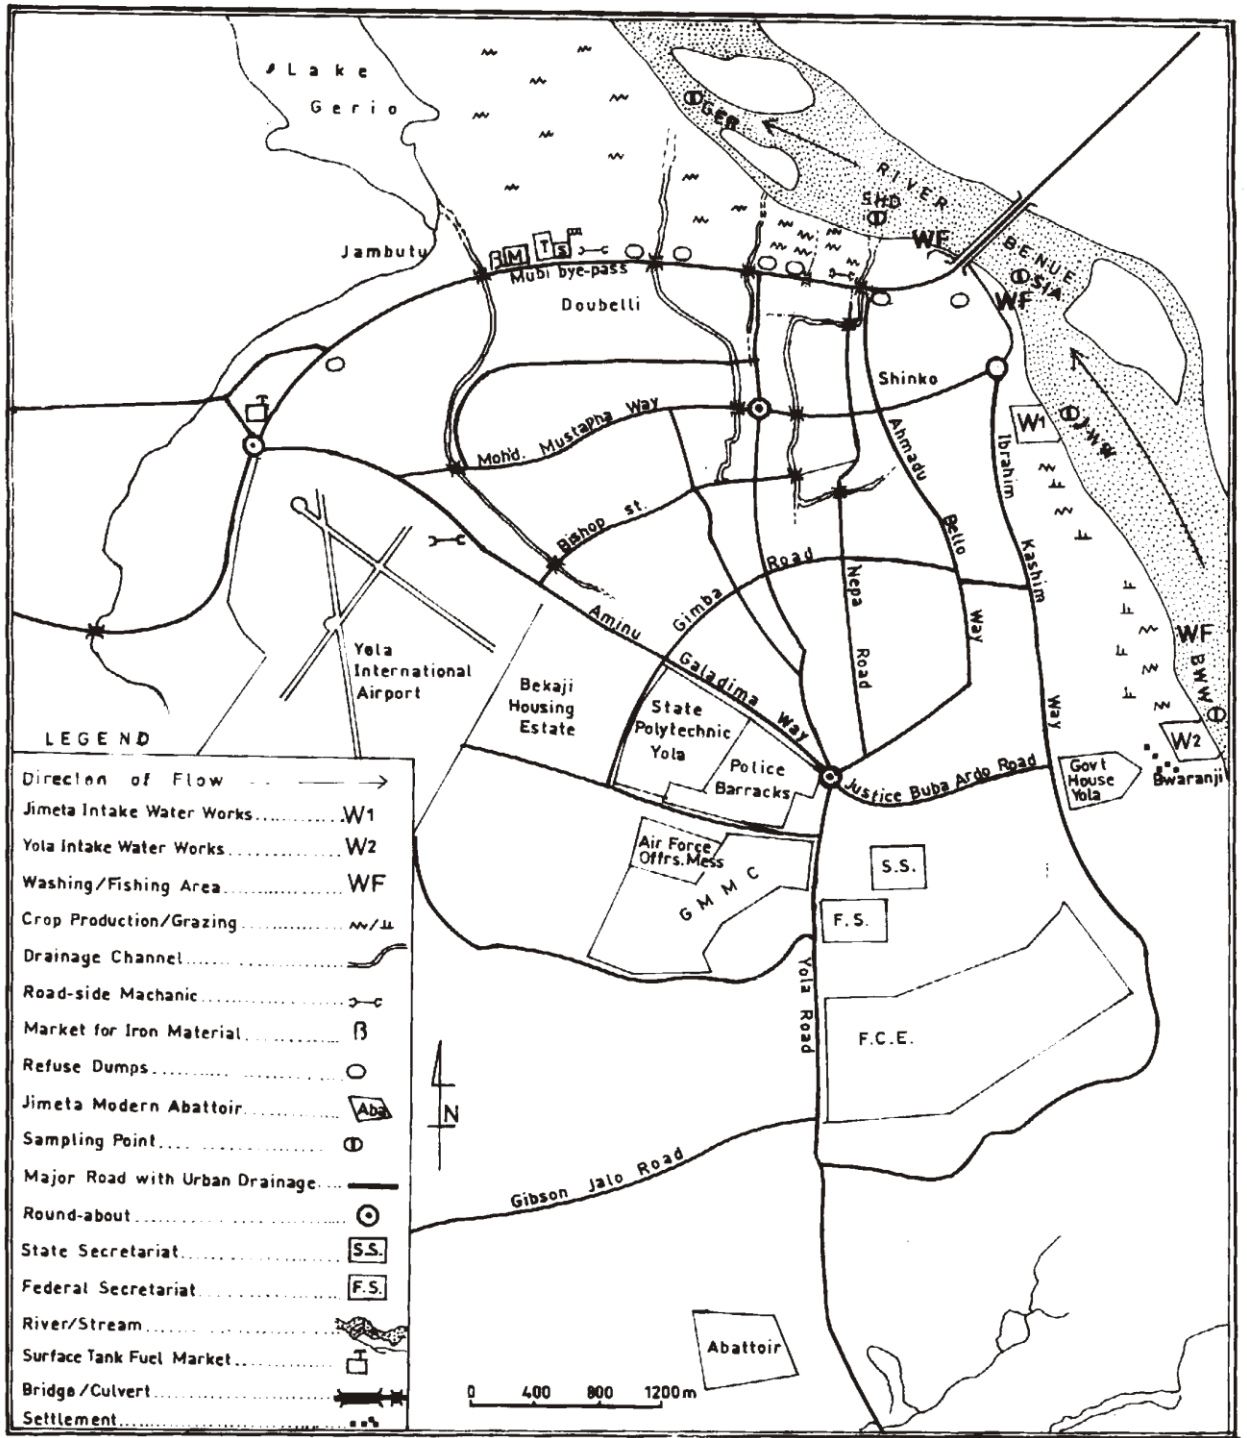 Lake
Gerio
GER
RIVER
SHD
WF
BENUE
SIA
WF
Jambutu
β
M
T
S
Mubi bye-pass
Doubelli
Shinko
Mohd. Mustapha Way
W1
JWW
Ahmadu
Bello
Way
Ibrahim
Kashim
Way
Bishop st.
Gimba
Road
Nepa
Road
Aminu
Galadima Way
WF
BWW
W2
Bwaranji
Yola
International
Airport
Bekaji
Housing
Estate
State
Polytechnic
Yola
Police
Barracks
Justice Buba Ardo Road
Govt
House
Yola
Air Force
Offrs. Mess
GMMC
S.S.
F.S.
Yola Road
F.C.E.
N
Gibson Jalo Road
Abattoir
0 400 800 1200m
LEGEND
Directon of Flow
Jimeta Intake Water Works W1
Yola Intake Water Works W2
Washing/Fishing Area WF
Crop Production/Grazing
Drainage Channel
Road-side Machanic
Market for Iron Material β
Refuse Dumps
Jimeta Modern Abattoir Aba
Sampling Point
Major Road with Urban Drainage
Round-about
State Secretariat S.S.
Federal Secretariat F.S.
River/Stream
Surface Tank Fuel Market
Bridge/Culvert
Settlement